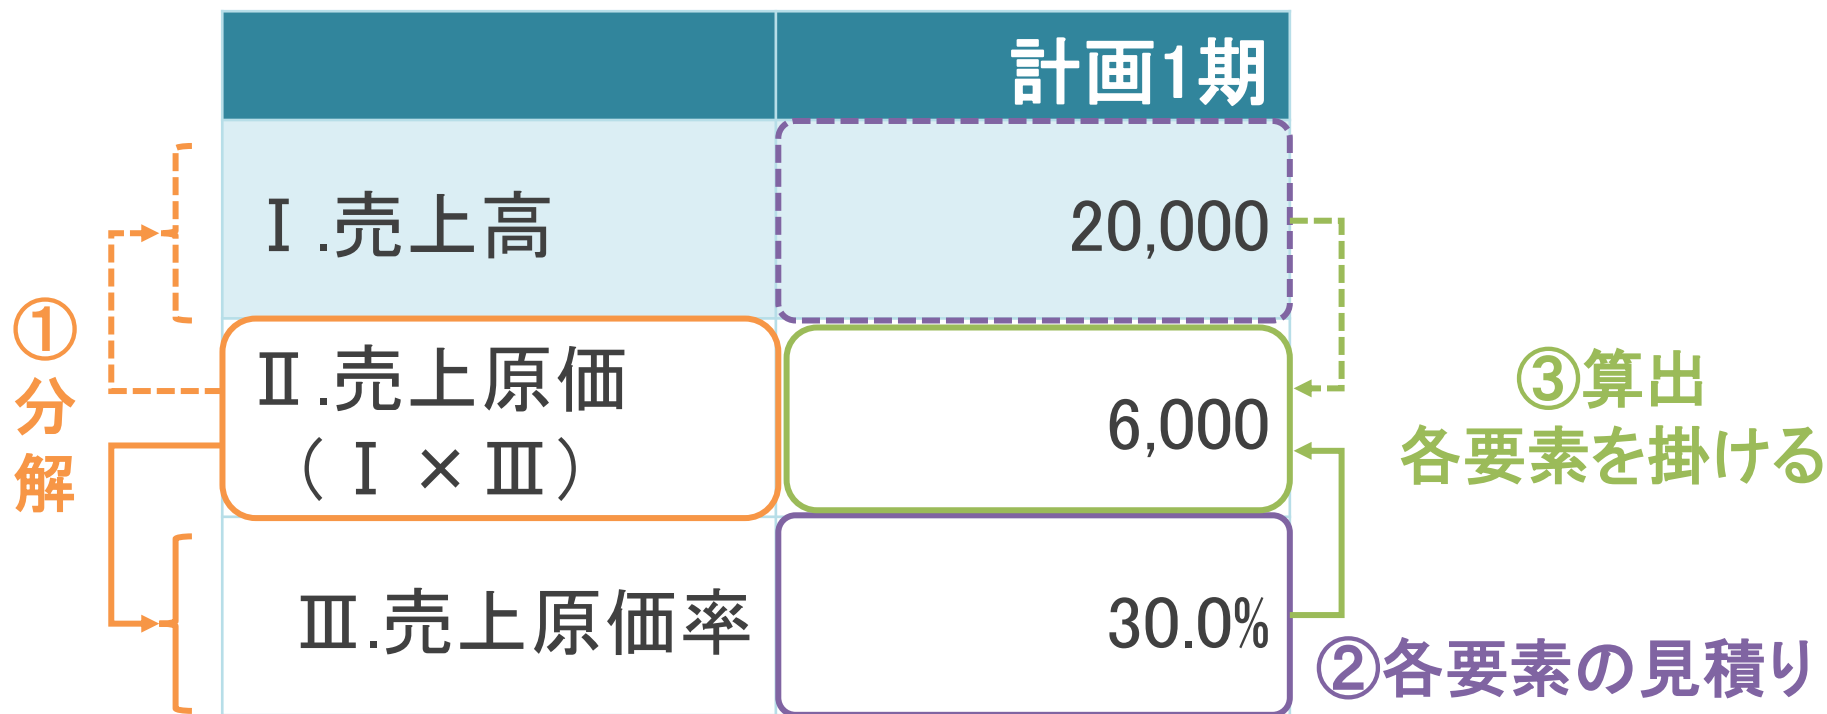 計画1期
Ⅰ.売上高
20,000
Ⅱ.売上原価
（Ⅰ×Ⅲ）
6,000
Ⅲ.売上原価率
30.0%
①
分
解
③算出
各要素を掛ける
②各要素の見積り